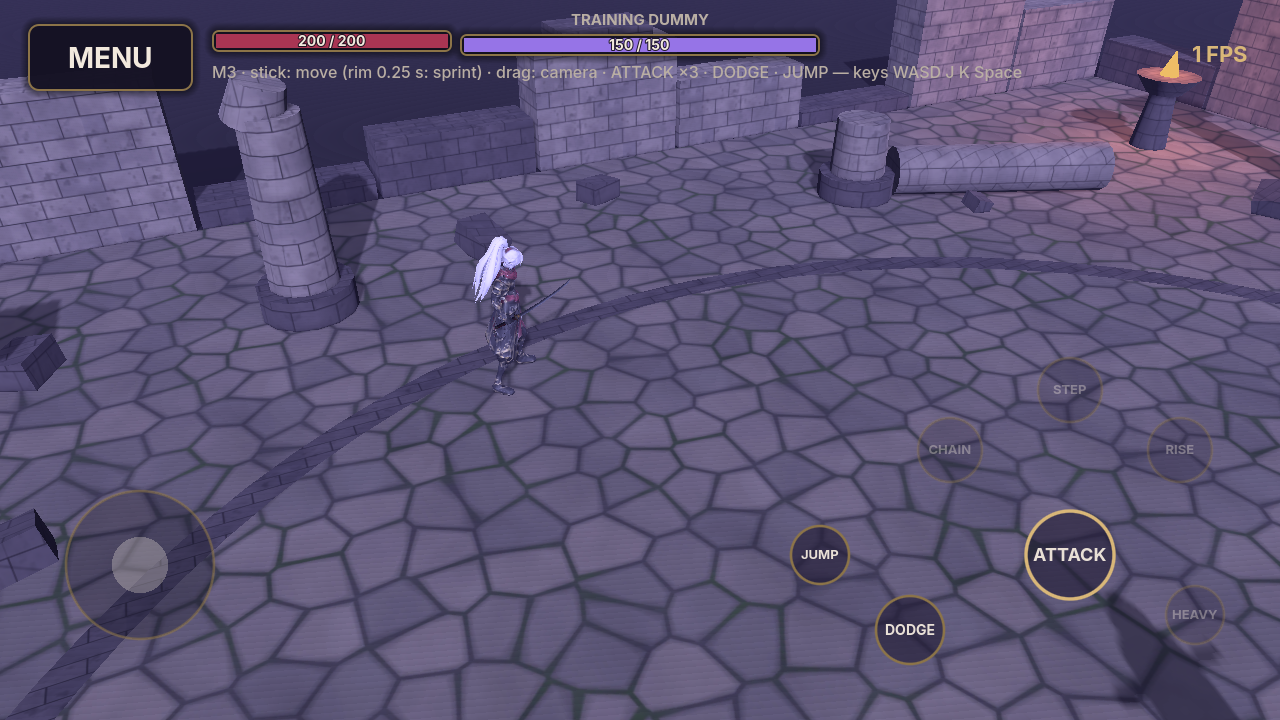 TRAINING DUMMY
MENU
200 / 200
150 / 150
1 FPS
M3 · stick: move (rim 0.25 s: sprint) · drag: camera · ATTACK ×3 · DODGE · JUMP — keys WASD J K Space
STEP
CHAIN
RISE
JUMP
ATTACK
HEAVY
DODGE